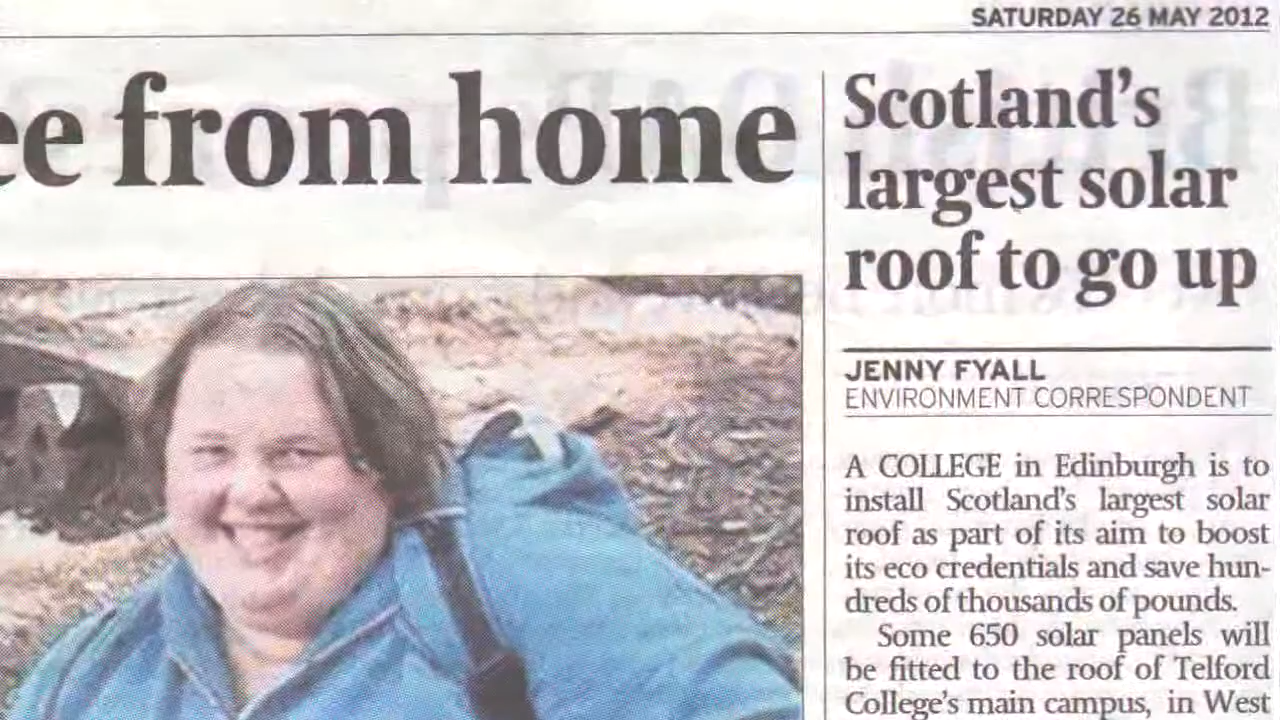 SATURDAY 26 MAY 2012
ee from home
Scotland's
largest solar
roof to go up
JENNY FYALL
ENVIRONMENT CORRESPONDENT
A COLLEGE in Edinburgh is to
install Scotland's largest solar
roof as part of its aim to boost
its eco credentials and save hun-
dreds of thousands of pounds.
Some 650 solar panels will
be fitted to the roof of Telford
College's main campus, in West